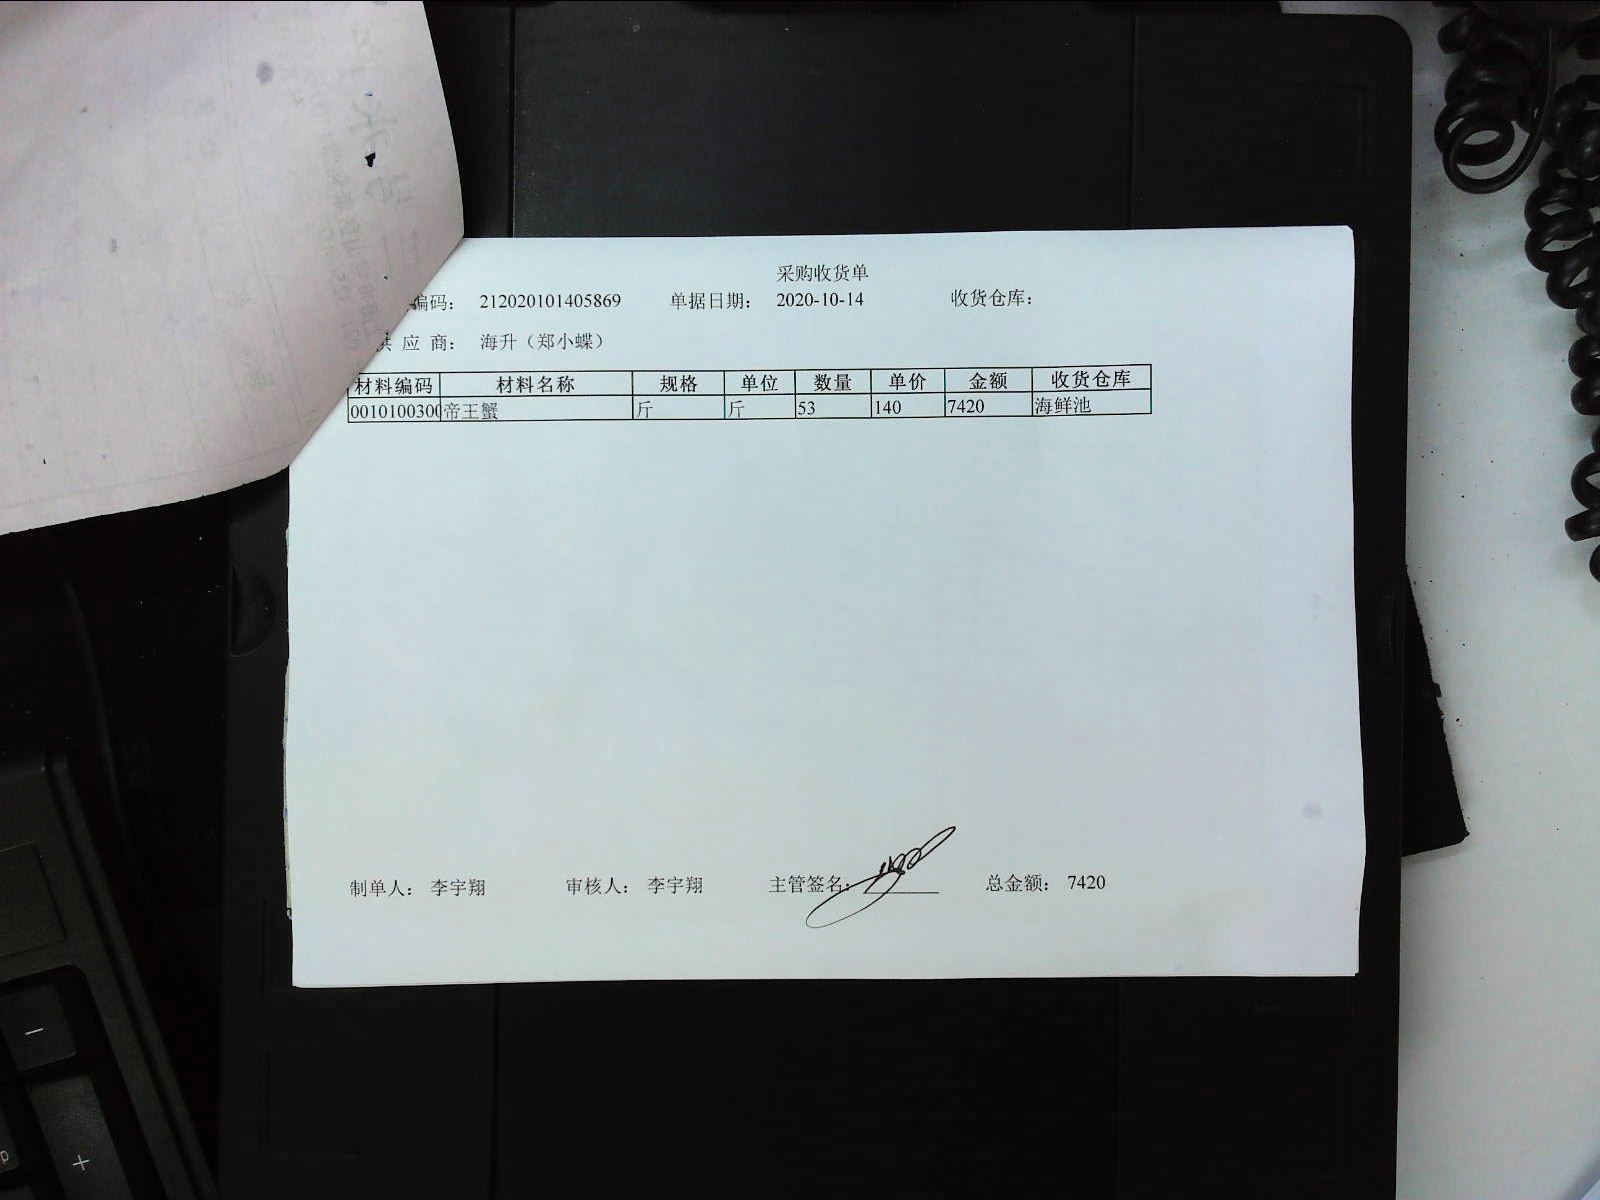 采购收货单
编码： 212020101405869 单据日期： 2020-10-14 收货仓库：
供 应 商： 海升（郑小蝶）
材料编码 材料名称 规格 单位 数量 单价 金额 收货仓库
0010100300 帝王蟹 斤 斤 53 140 7420 海鲜池
制单人： 李宇翔 审核人： 李宇翔 主管签名： 总金额： 7420